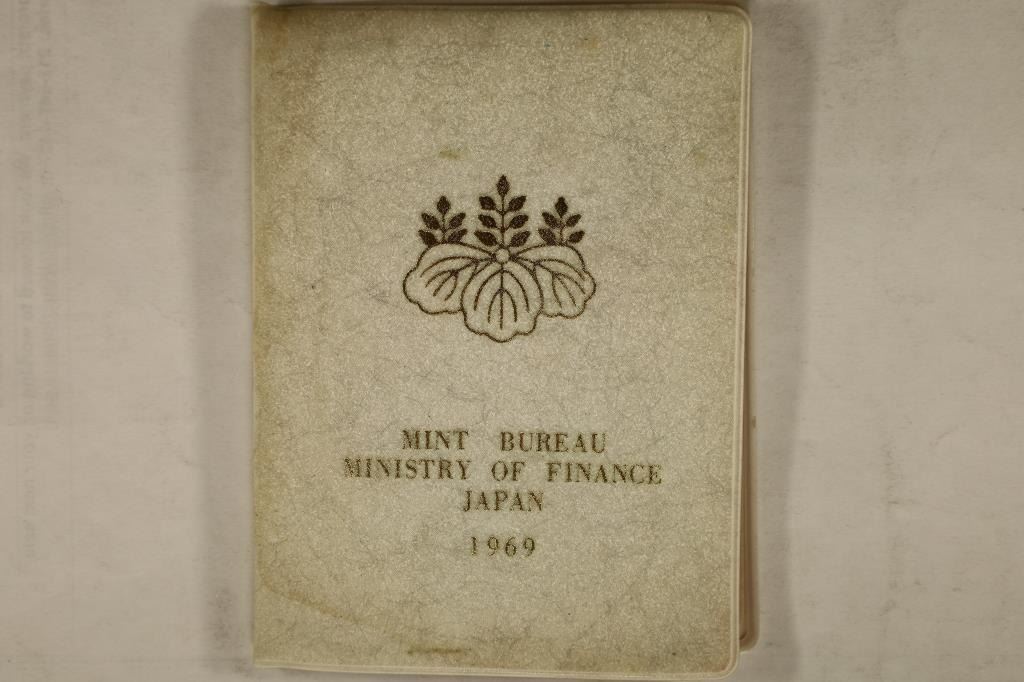 MINT BUREAU
MINISTRY OF FINANCE
JAPAN
1969